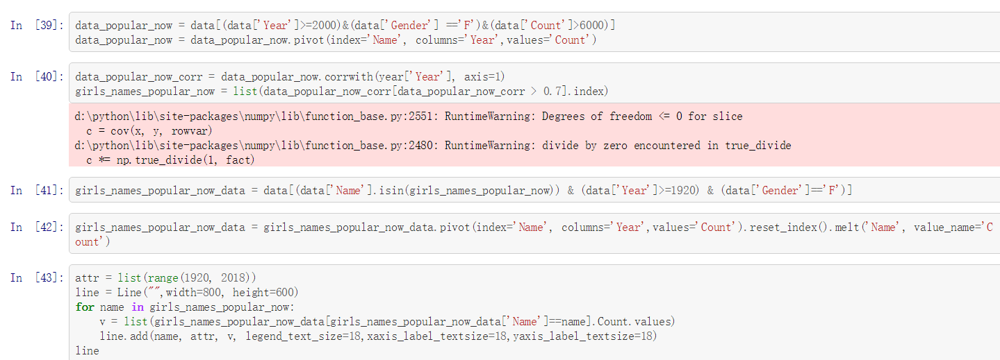 In [39]: data_popular_now = data[(data['Year']>=2000)&(data['Gender'] =='F')&(data['Count']>6000)]
data_popular_now = data_popular_now.pivot(index='Name', columns='Year',values='Count')
In [40]: data_popular_now_corr = data_popular_now.corrwith(year['Year'], axis=1)
girls_names_popular_now = list(data_popular_now_corr[data_popular_now_corr > 0.7].index)
d:\python\lib\site-packages\numpy\lib\function_base.py:2551: RuntimeWarning: Degrees of freedom <= 0 for slice
  c = cov(x, y, rowvar)
d:\python\lib\site-packages\numpy\lib\function_base.py:2480: RuntimeWarning: divide by zero encountered in true_divide
  c *= np.true_divide(1, fact)
In [41]: girls_names_popular_now_data = data[(data['Name'].isin(girls_names_popular_now)) & (data['Year']>=1920) & (data['Gender']=='F')]
In [42]: girls_names_popular_now_data = girls_names_popular_now_data.pivot(index='Name', columns='Year',values='Count').reset_index().melt('Name', value_name='C
ount')
In [43]: attr = list(range(1920, 2018))
line = Line("",width=800, height=600)
for name in girls_names_popular_now:
    v = list(girls_names_popular_now_data[girls_names_popular_now_data['Name']==name].Count.values)
    line.add(name, attr, v, legend_text_size=18,xaxis_label_textsize=18,yaxis_label_textsize=18)
line